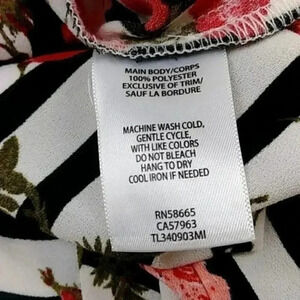 MAIN BODY/CORPS
100% POLYESTER
EXCLUSIVE OF TRIM/
SAUF LA BORDURE
MACHINE WASH COLD,
GENTLE CYCLE,
WITH LIKE COLORS
DO NOT BLEACH
HANG TO DRY
COOL IRON IF NEEDED
RN58665
CA57963
TL340903MI